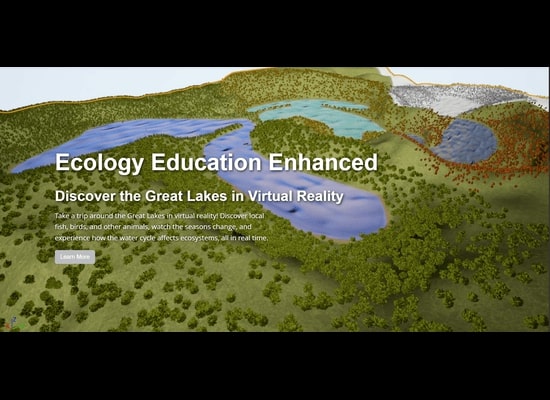 Ecology Education Enhanced
Discover the Great Lakes in Virtual Reality
Take a trip around the Great Lakes in virtual reality! Discover local
fish, birds, and other animals, watch the seasons change, and
experience how the water cycle affects ecosystems, all in real time.
Learn More